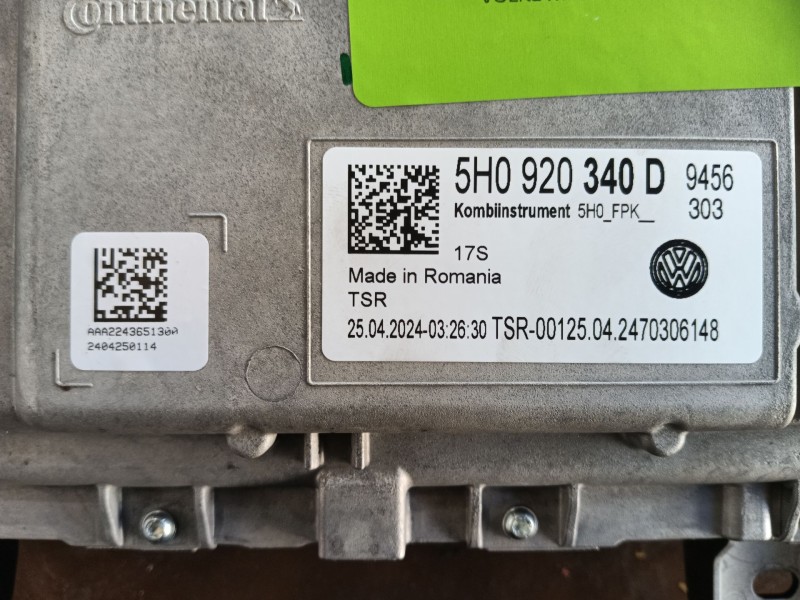 Continental
5H0 920 340 D 9456
Kombiinstrument 5H0_FPK__ 303
17S
Made in Romania
TSR
25.04.2024-03:26:30 TSR-00125.04.2470306148
AAA2243651300
2404250114